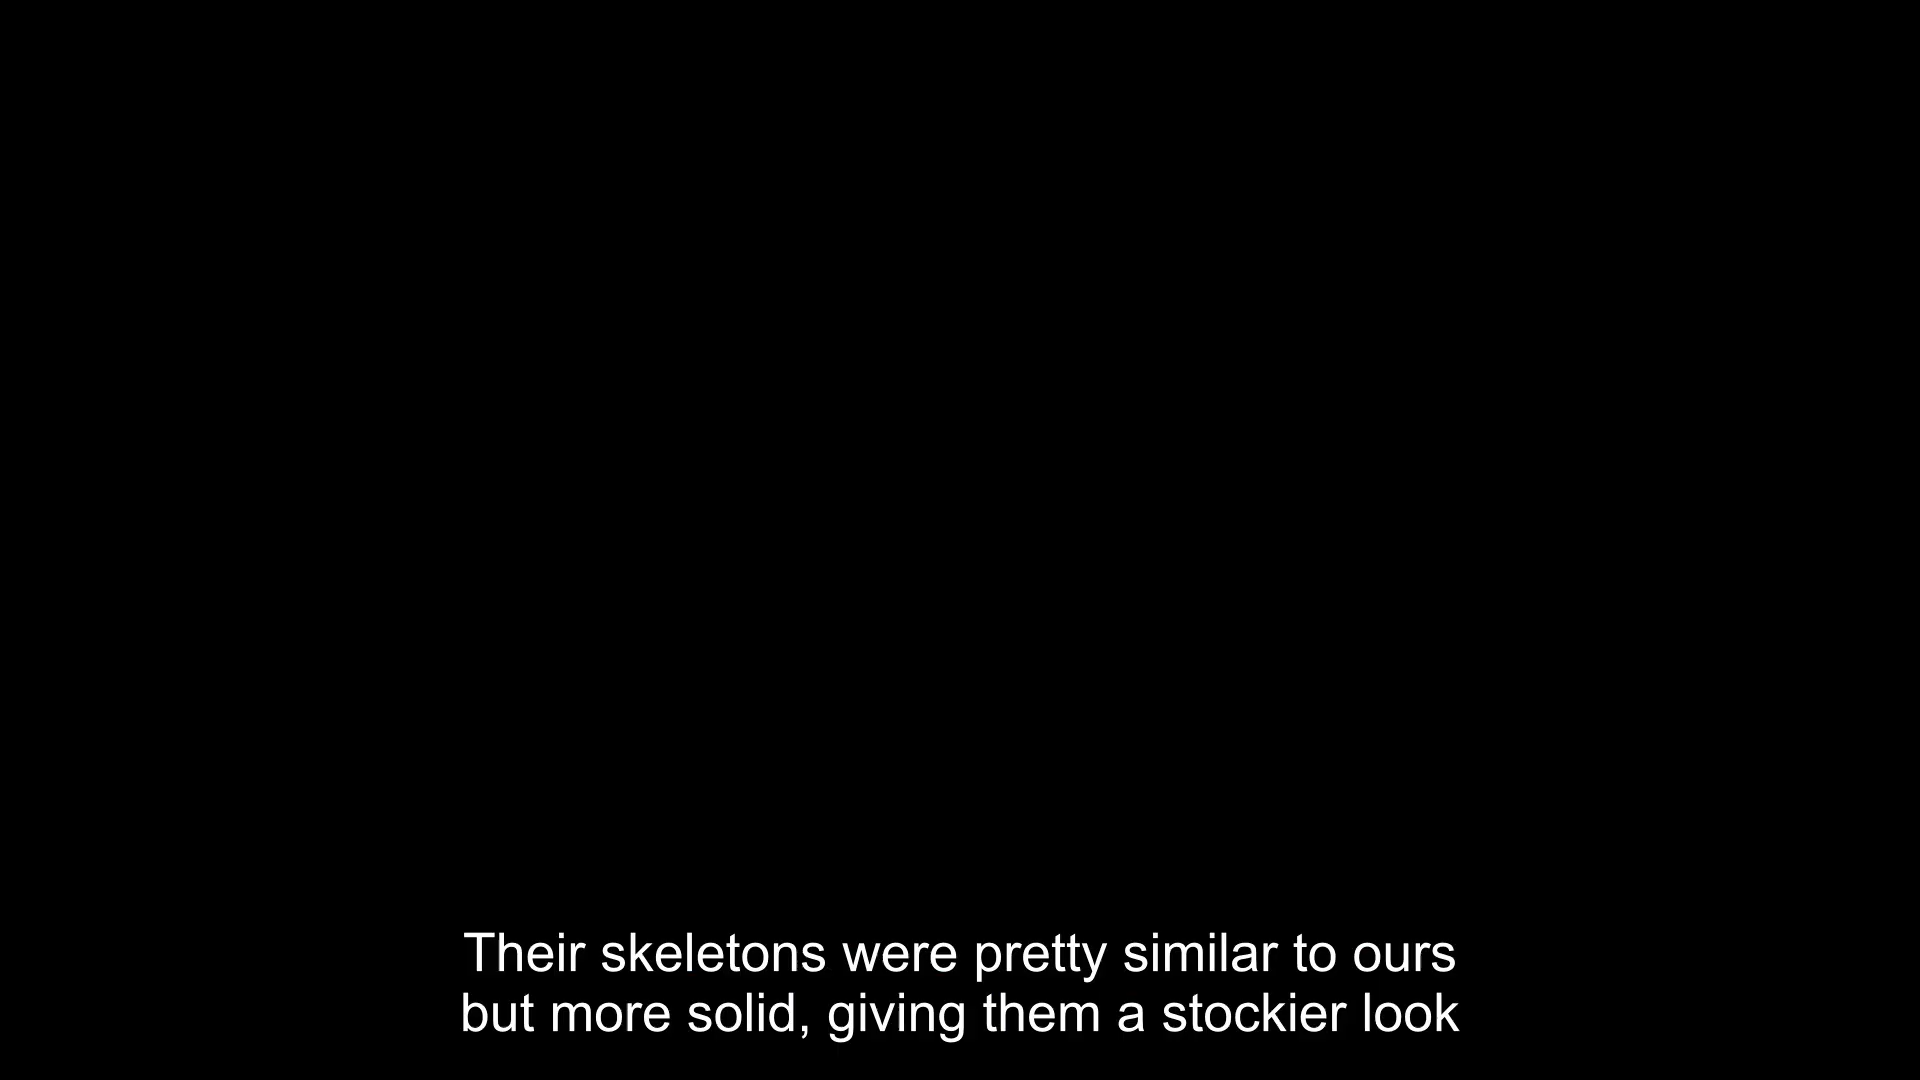 Their skeletons were pretty similar to ours
but more solid, giving them a stockier look